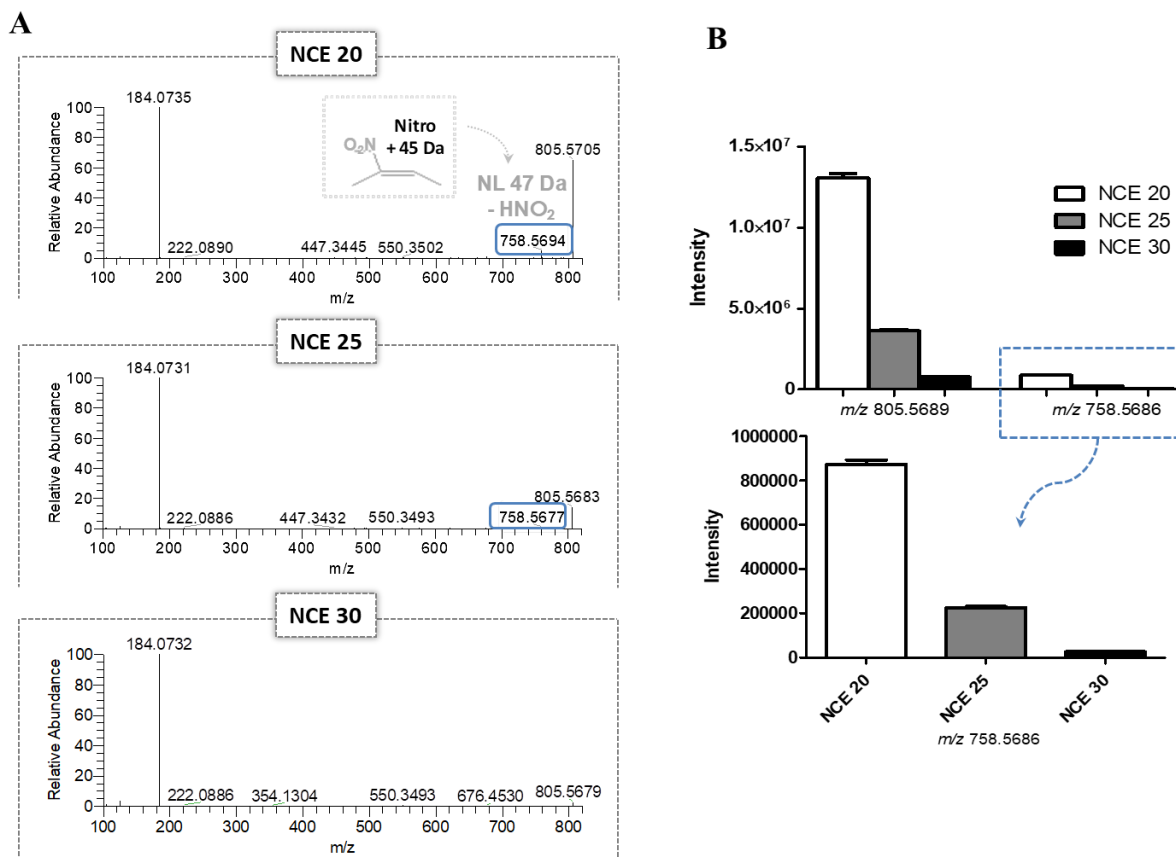 A
NCE 20
184.0735
100
80
60
40
20
0
Relative Abundance
O₂N
Nitro
+ 45 Da
NL 47 Da
- HNO₂
805.5705
758.5694
222.0890
447.3445
550.3502
100 200 300 400 500 600 700 800
m/z
NCE 25
184.0731
100
80
60
40
20
0
Relative Abundance
805.5683
758.5677
222.0886
447.3432
550.3493
100 200 300 400 500 600 700 800
m/z
NCE 30
184.0732
100
80
60
40
20
0
Relative Abundance
222.0886
354.1304
550.3493
676.4530
805.5679
100 200 300 400 500 600 700 800
m/z
B
1.5×10⁷
1.0×10⁷
5.0×10⁶
0
Intensity
NCE 20
NCE 25
NCE 30
m/z 805.5689
m/z 758.5686
1000000
800000
600000
400000
200000
0
Intensity
NCE 20
NCE 25
NCE 30
m/z 758.5686